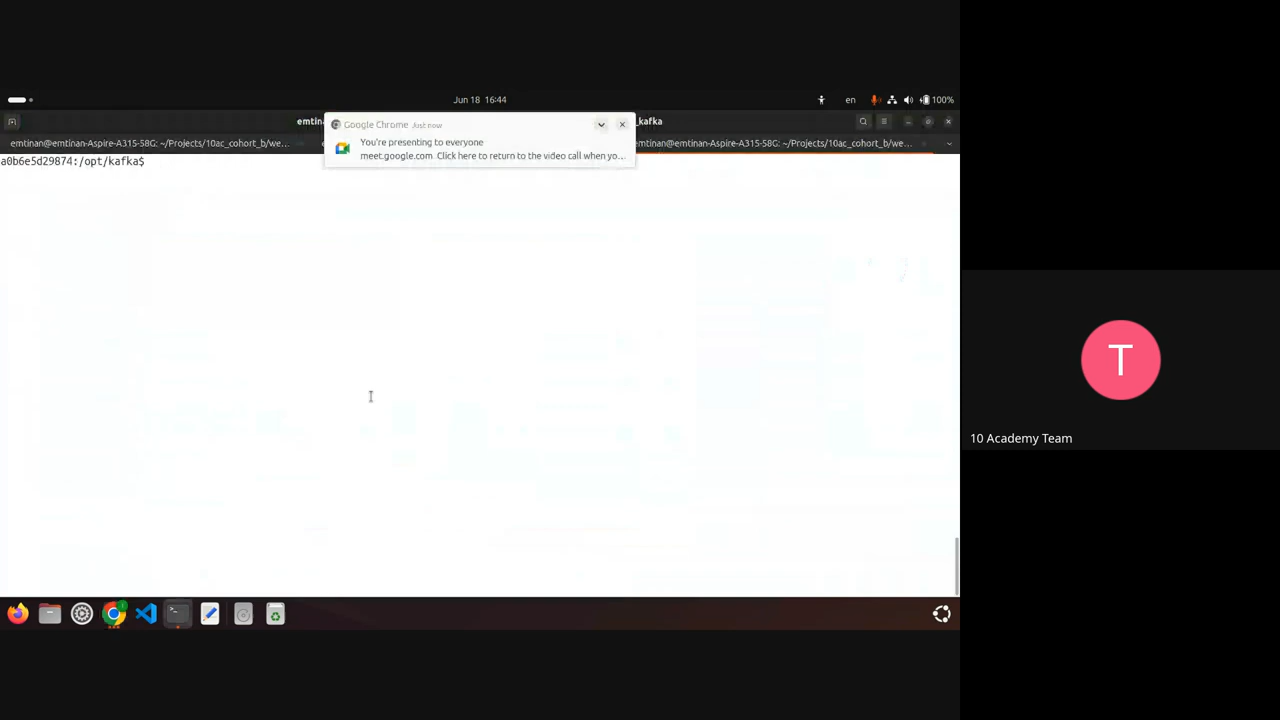 Jun 18 16:44
en
100%
emtin
_kafka
Google Chrome Just now
You're presenting to everyone
meet.google.com Click here to return to the video call when yo...
emtinan@emtinan-Aspire-A315-58G: ~/Projects/10ac_cohort_b/we...
emtinan@emtinan-Aspire-A315-58G: ~/Projects/10ac_cohort_b/we...
a0b6e5d29874:/opt/kafka$
T
10 Academy Team